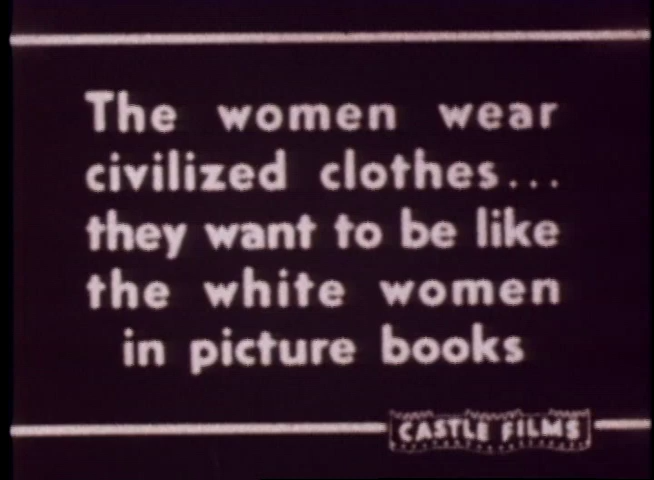 The women wear
civilized clothes...
they want to be like
the white women
in picture books
CASTLE FILMS